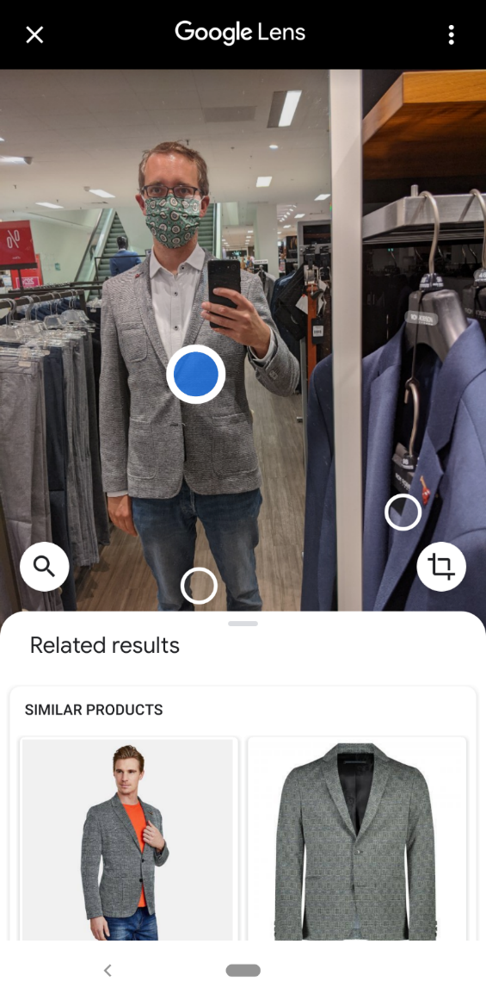 Google Lens
%
Related results
SIMILAR PRODUCTS